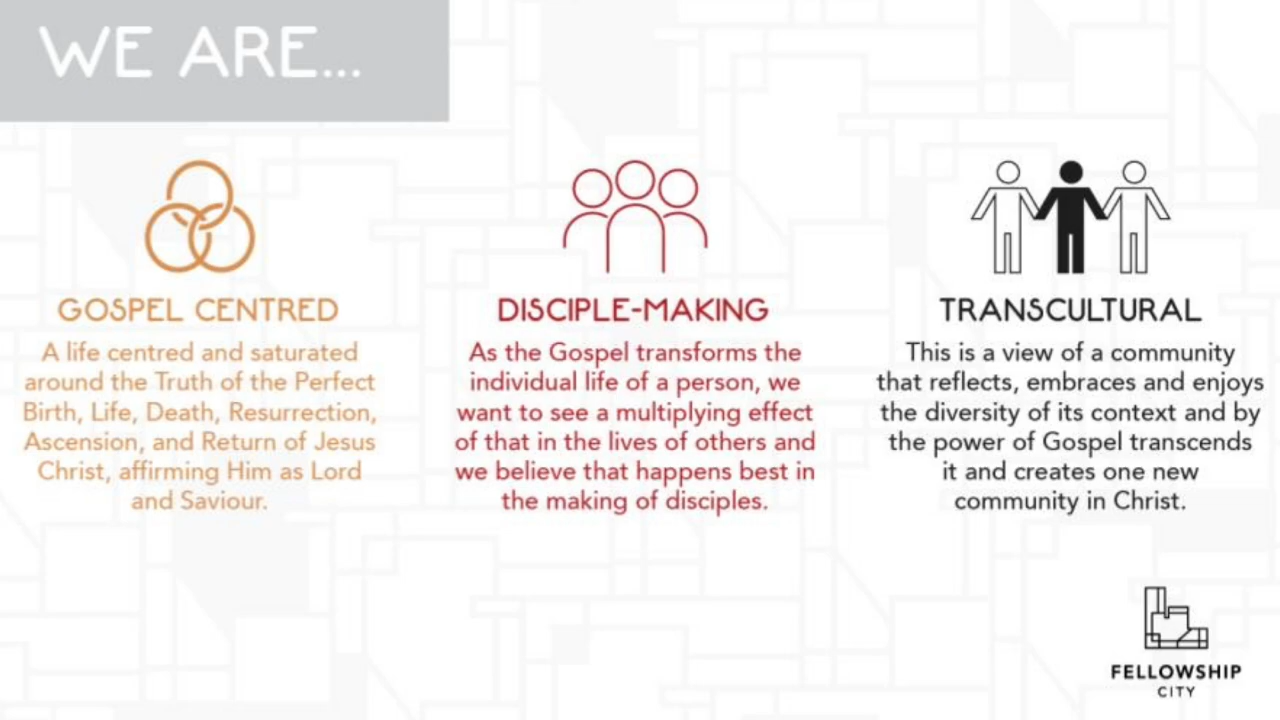 WE ARE...
GOSPEL CENTRED
A life centred and saturated
around the Truth of the Perfect
Birth, Life, Death, Resurrection,
Ascension, and Return of Jesus
Christ, affirming Him as Lord
and Saviour.
DISCIPLE-MAKING
As the Gospel transforms the
individual life of a person, we
want to see a multiplying effect
of that in the lives of others and
we believe that happens best in
the making of disciples.
TRANSCULTURAL
This is a view of a community
that reflects, embraces and enjoys
the diversity of its context and by
the power of Gospel transcends
it and creates one new
community in Christ.
FELLOWSHIP
CITY